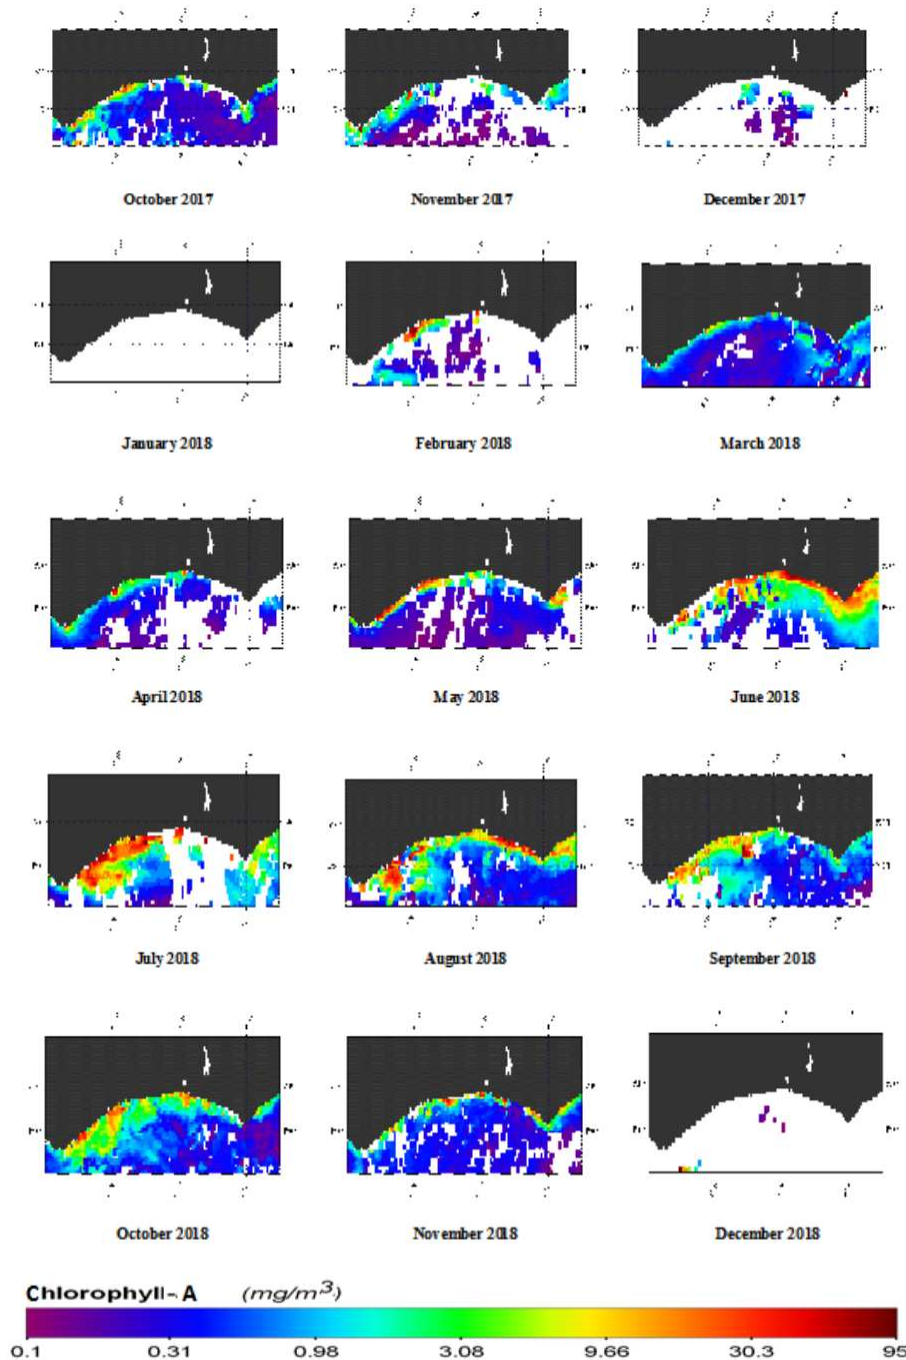 October 2017
November 2017
December 2017
January 2018
February 2018
March 2018
April 2018
May 2018
June 2018
July 2018
August 2018
September 2018
October 2018
November 2018
December 2018
Chlorophyll-A (mg/m³)
0.1 0.31 0.98 3.08 9.66 30.3 95